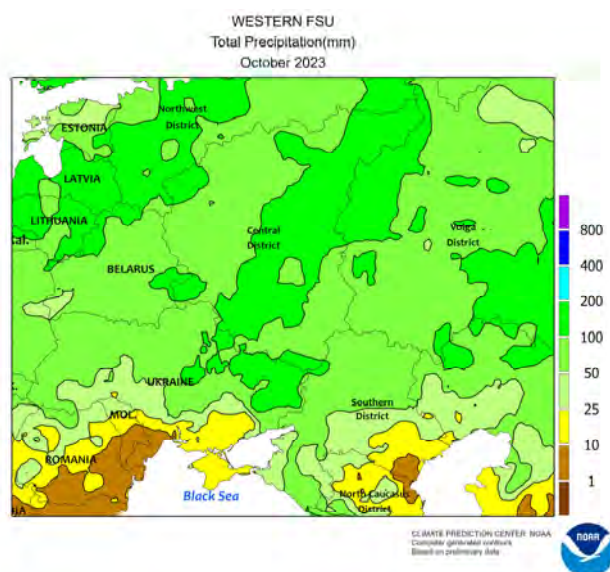 WESTERN FSU
Total Precipitation(mm)
October 2023
Northwest
District
ESTONIA
LATVIA
LITHUANIA
Central
District
Volga
District
BELARUS
UKRAINE
MOL.
Southern
District
ROMANIA
Black Sea
North Caucasus
District
800
400
200
100
50
25
10
1
CLIMATE PREDICTION CENTER NOAA
Computer generated contours
Based on preliminary data
NOAA